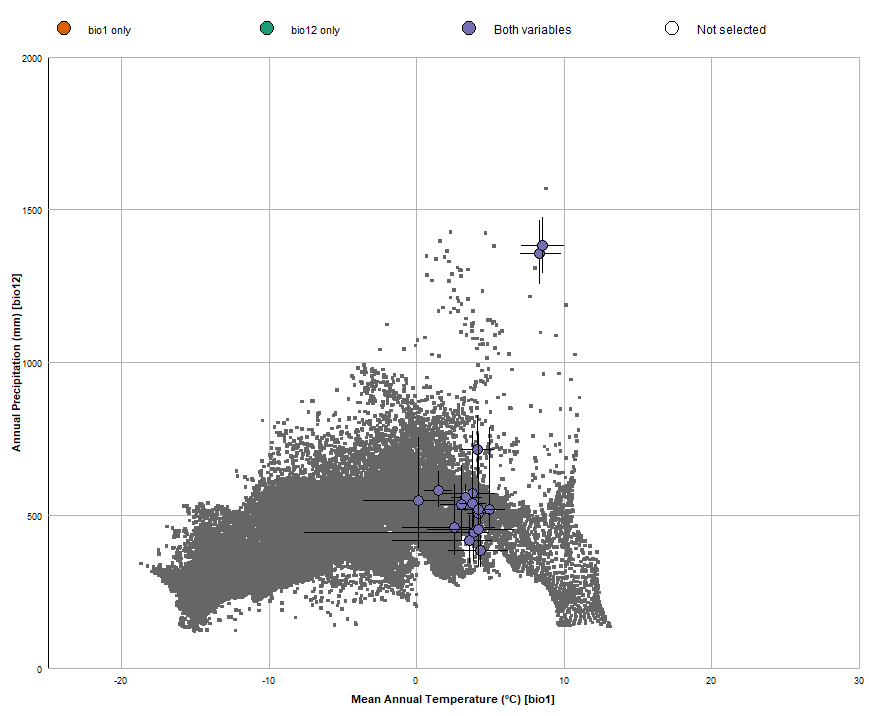 bio1 only bio12 only Both variables Not selected
2000
1500
1000
500
0
Annual Precipitation (mm) [bio12]
-20 -10 0 10 20 30
Mean Annual Temperature (°C) [bio1]